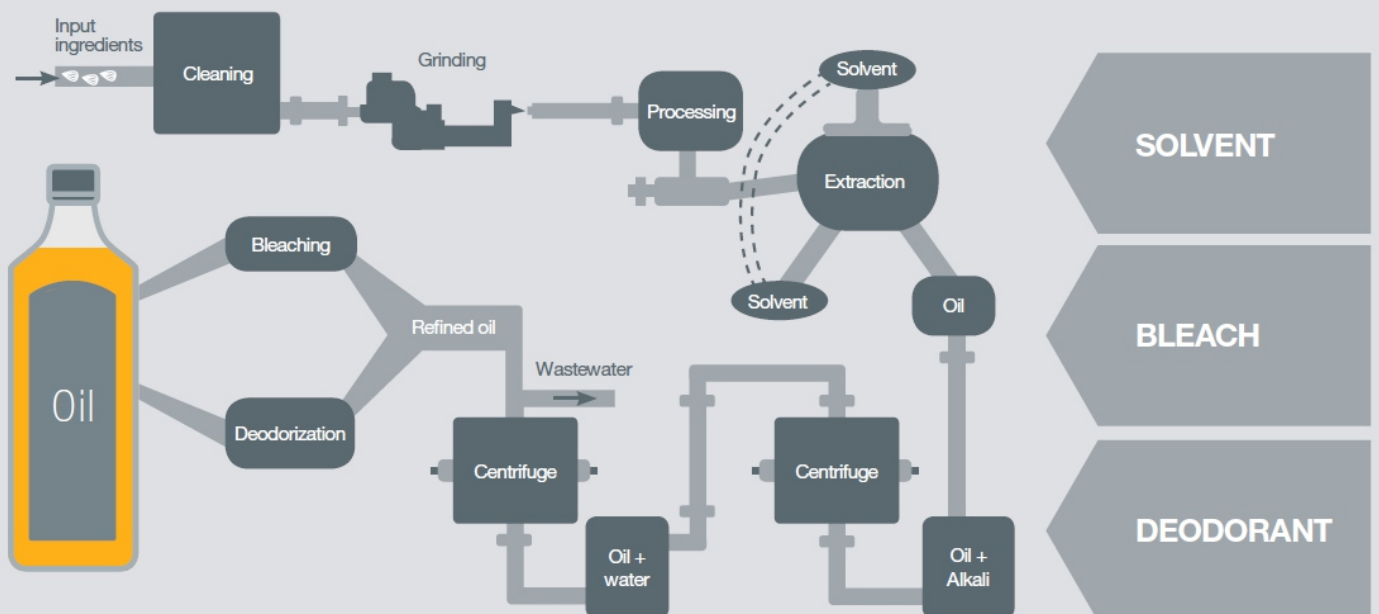 Input
ingredients
Cleaning
Grinding
Processing
Solvent
Extraction
Solvent
Oil
SOLVENT
Bleaching
Refined oil
Deodorization
Oil
Wastewater
Centrifuge
Oil +
water
Centrifuge
Oil +
Alkali
BLEACH
DEODORANT